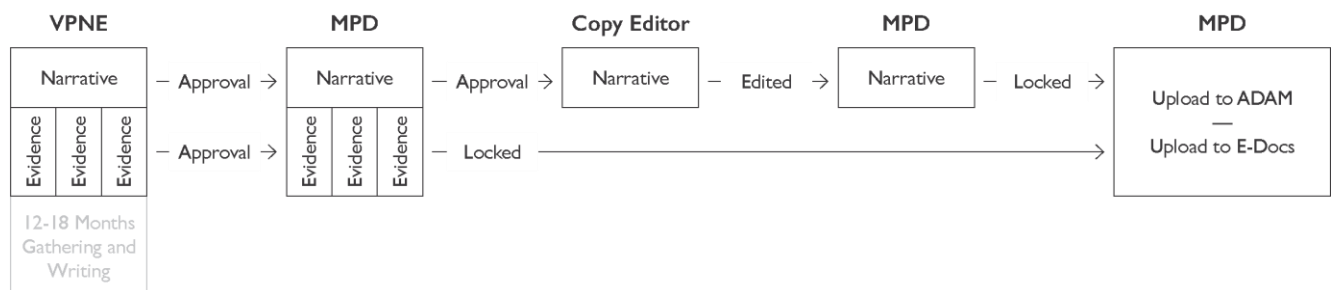 VPNE
MPD
Copy Editor
MPD
MPD
Narrative
Approval
Narrative
Approval
Narrative
Edited
Narrative
Locked
Upload to ADAM
Upload to E-Docs
Evidence
Evidence
Evidence
Approval
Evidence
Evidence
Evidence
Locked
12-18 Months
Gathering and
Writing